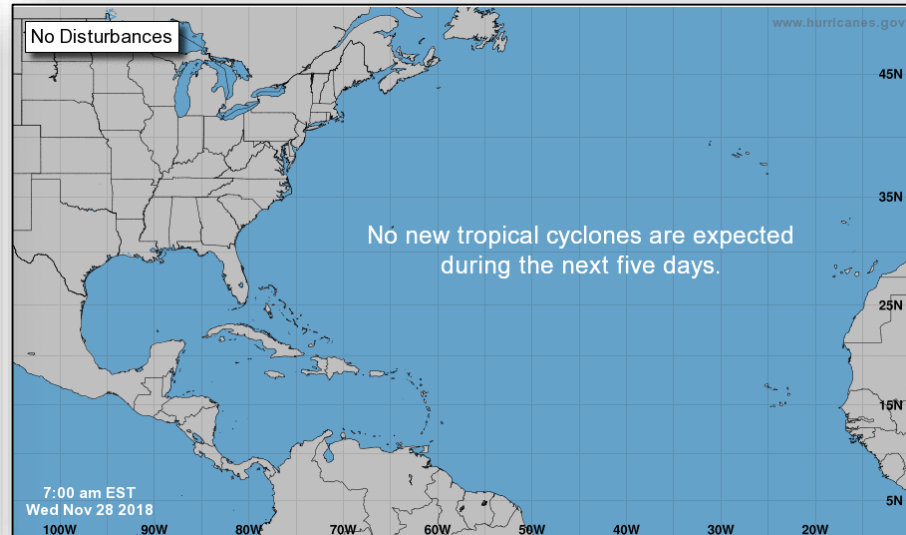 No Disturbances
www.hurricanes.gov
45N
35N
No new tropical cyclones are expected
during the next five days.
25N
15N
7:00 am EST
Wed Nov 28 2018
5N
100W 90W 80W 70W 60W 50W 40W 30W 20W